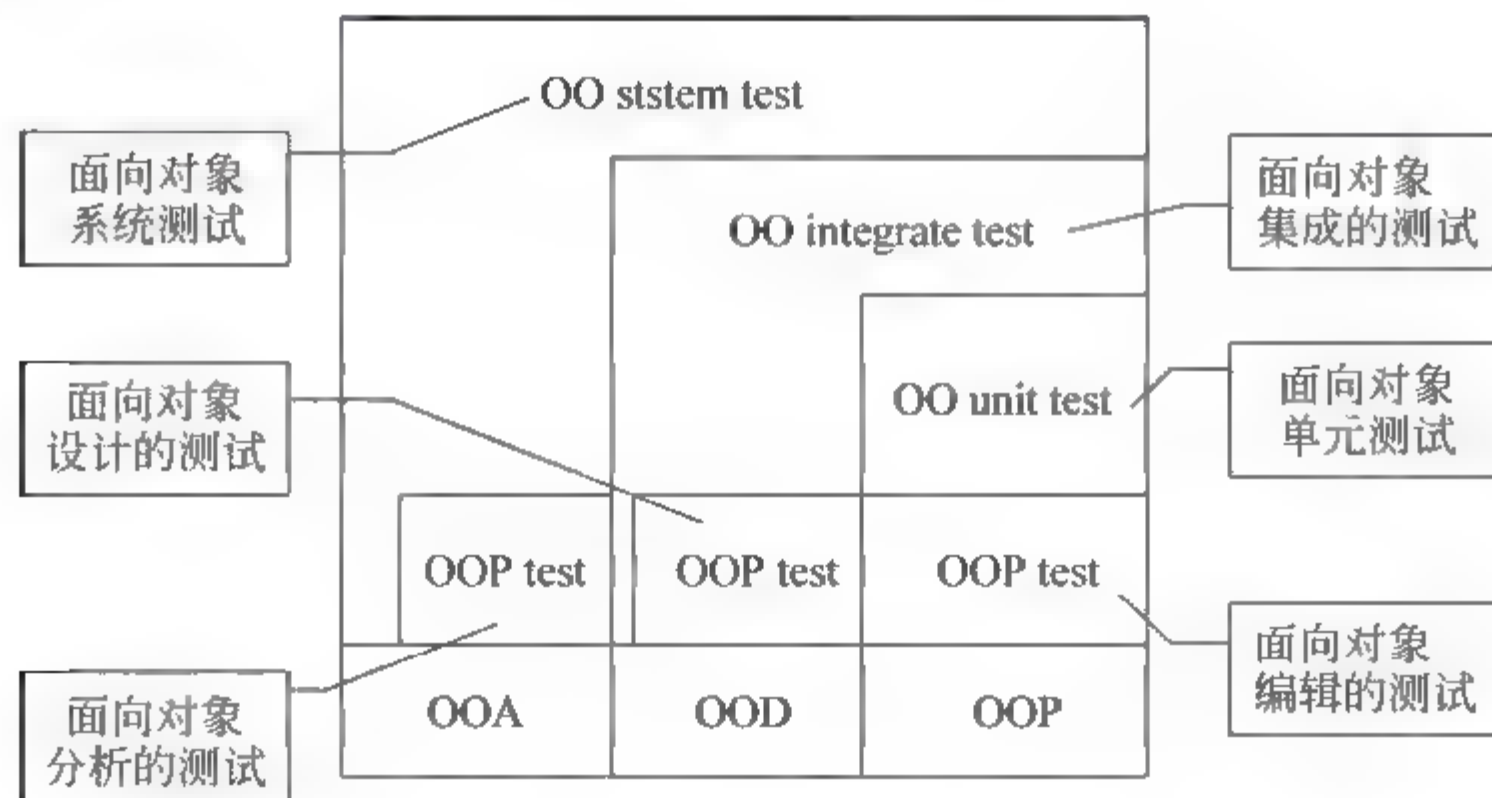 OO ststem test
面向对象
系统测试
面向对象
集成的测试
OO integrate test
面向对象
单元测试
面向对象
设计的测试
OO unit test
OOP test
OOP test
OOP test
面向对象
编辑的测试
面向对象
分析的测试
OOA
OOD
OOP